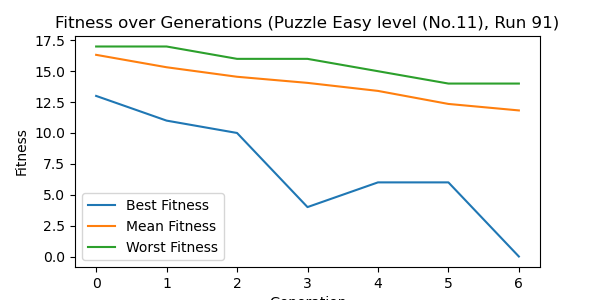 Fitness over Generations (Puzzle Easy level (No.11), Run 91)
17.5
15.0
12.5
10.0
7.5
5.0
2.5
0.0
Fitness
Best Fitness
Mean Fitness
Worst Fitness
0 1 2 3 4 5 6
Generation